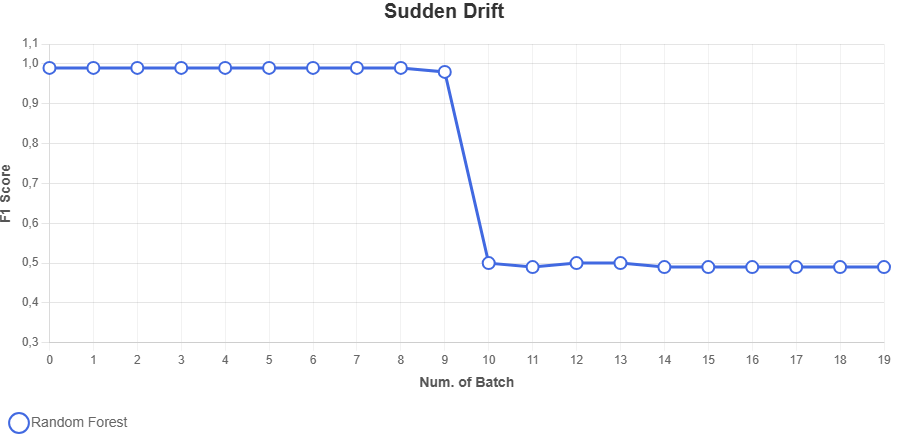 Sudden Drift
1,1
1,0
0,9
0,8
0,7
0,6
0,5
0,4
0,3
F1 Score
0 1 2 3 4 5 6 7 8 9 10 11 12 13 14 15 16 17 18 19
Num. of Batch
Random Forest